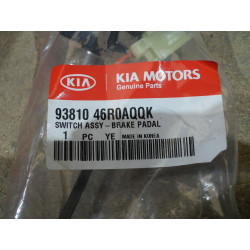 KIA
KIA MOTORS
Genuine Parts
93810 46R0AQQK
SWITCH ASSY-BRAKE PADAL
1 PC YE MADE IN KOREA